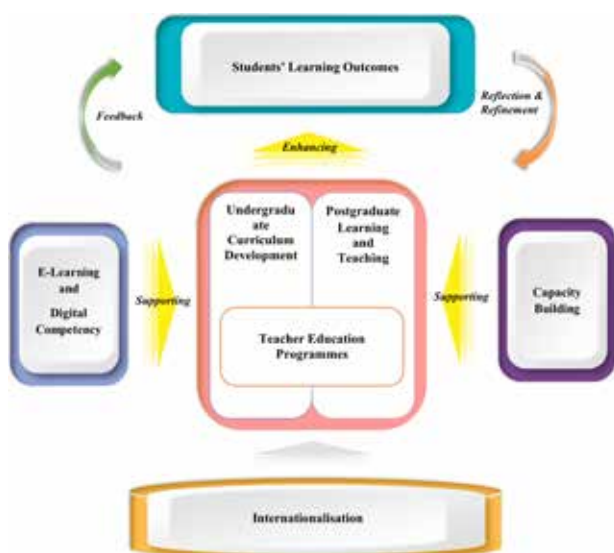 Students' Learning Outcomes
Feedback
Reflection &
Refinement
Enhancing
Undergradu
ate
Curriculum
Development
Postgraduate
Learning
and
Teaching
E-Learning
and
Digital
Competency
Supporting
Supporting
Capacity
Building
Teacher Education
Programmes
Internationalisation